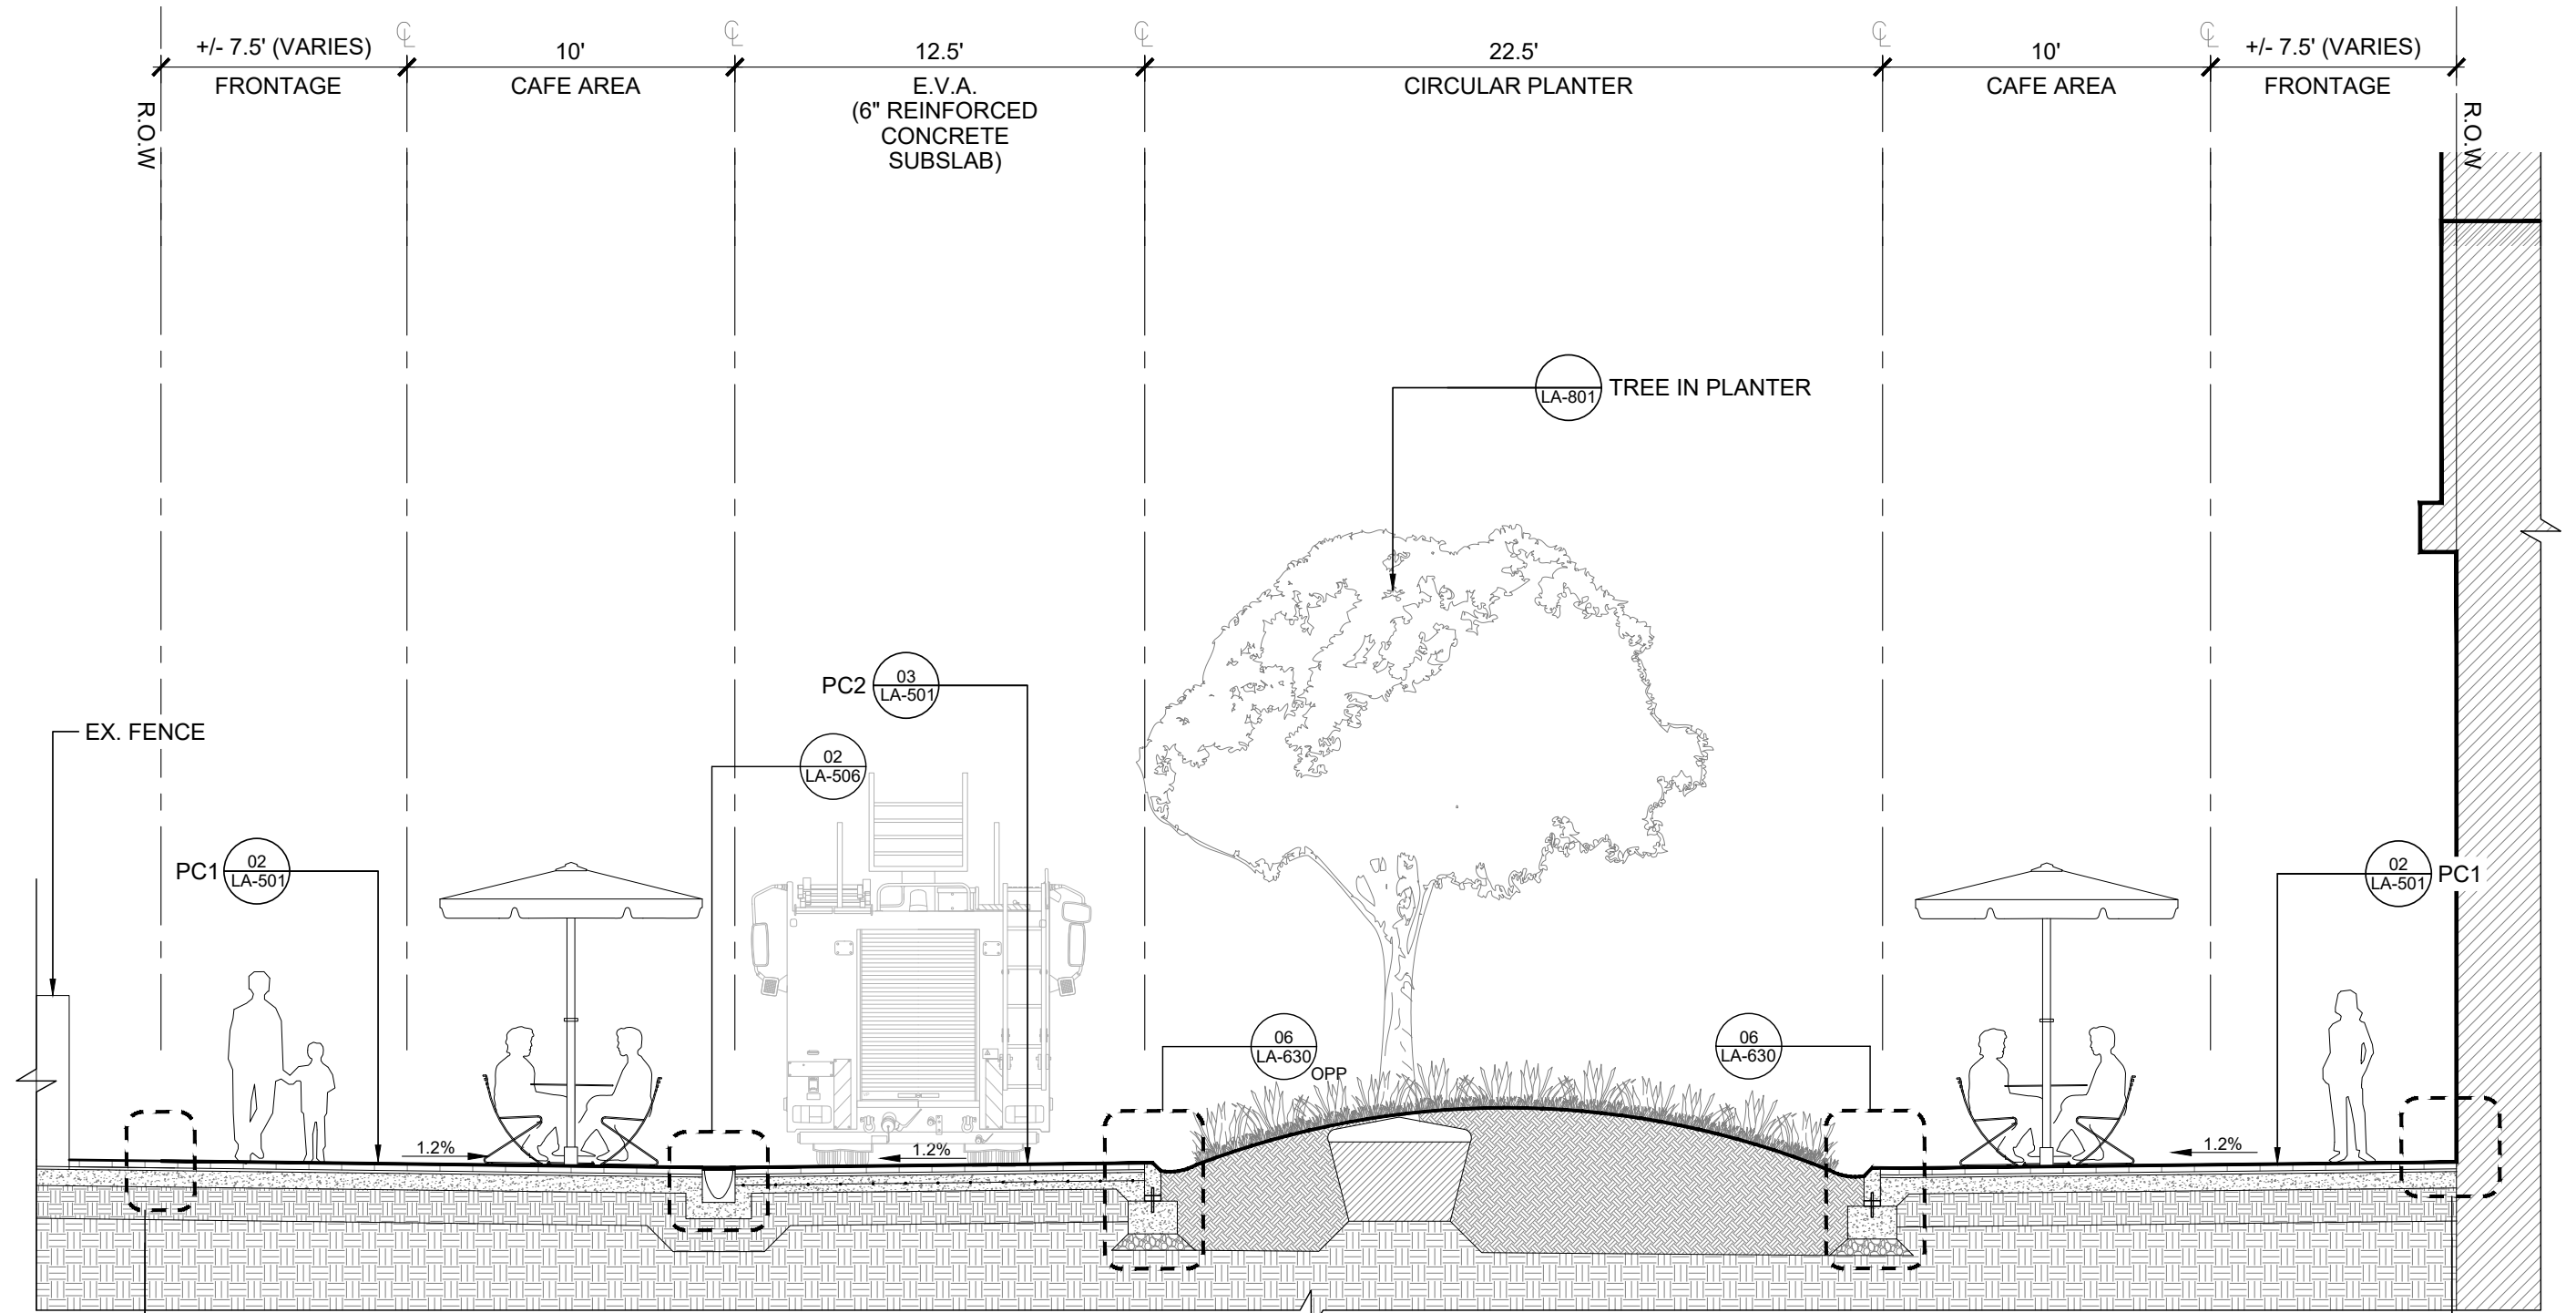 +/- 7.5' (VARIES)
FRONTAGE
10'
CAFE AREA
12.5'
E.V.A.
(6" REINFORCED
CONCRETE
SUBSLAB)
22.5'
CIRCULAR PLANTER
10'
CAFE AREA
+/- 7.5' (VARIES)
FRONTAGE
R.O.W
R.O.W
LA-801
TREE IN PLANTER
PC2
03
LA-501
EX. FENCE
02
LA-506
PC1
02
LA-501
02
LA-501
PC1
06
LA-630
OPP
06
LA-630
1.2%
1.2%
1.2%